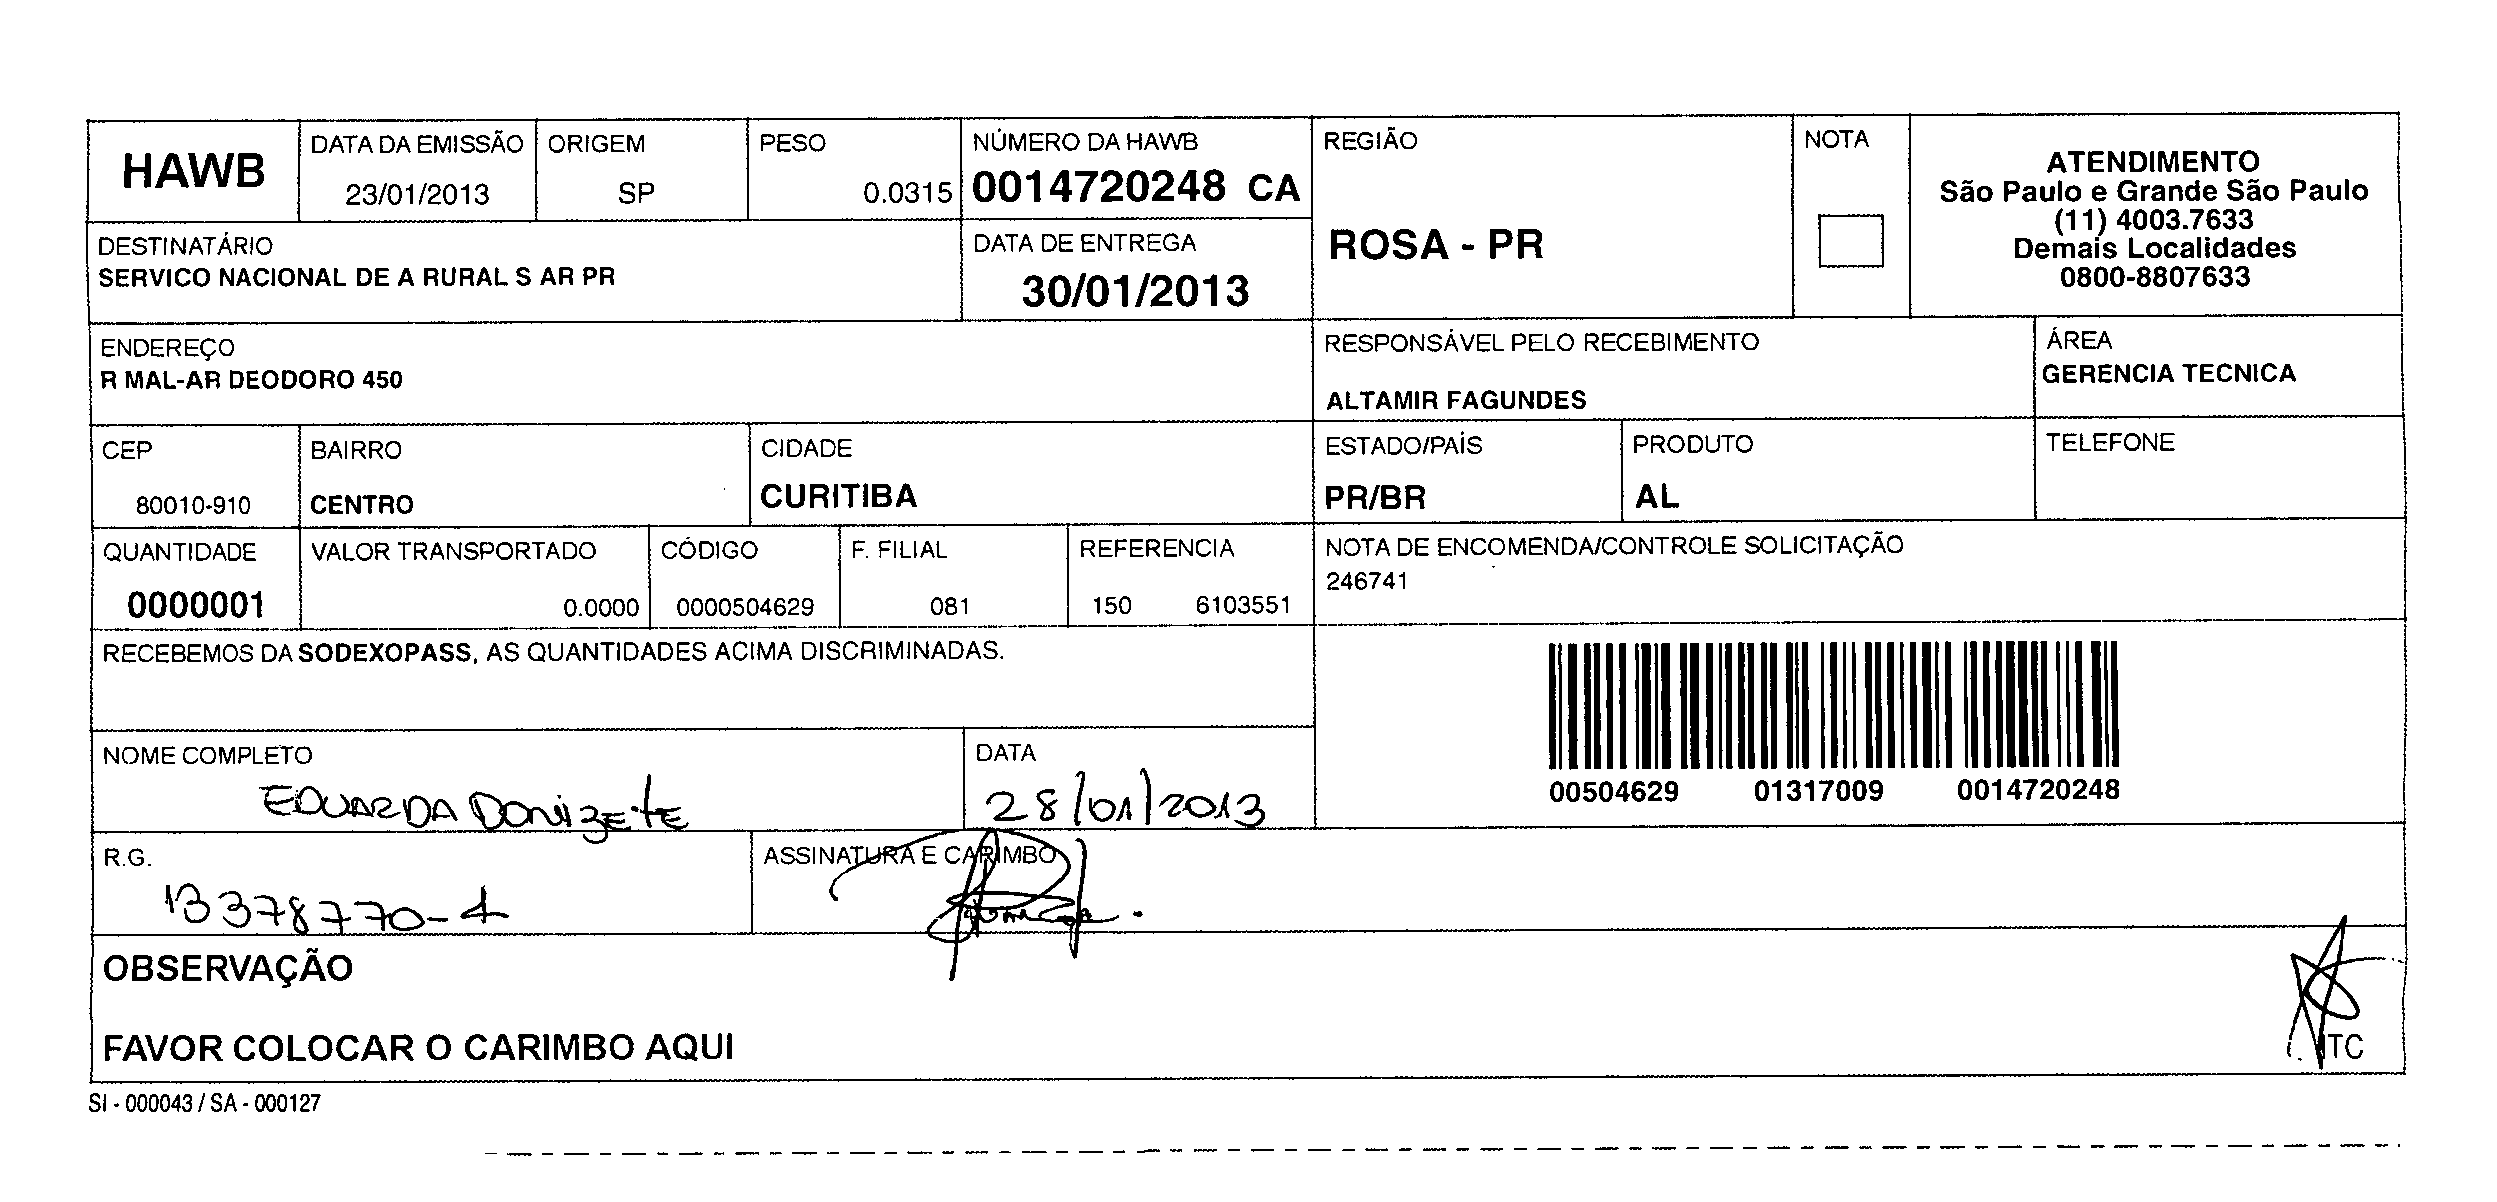 HAWB
DATA DA EMISSÃO
23/01/2013
ORIGEM
SP
PESO
0.0315
NÚMERO DA HAWB
0014720248 CA
REGIÃO
ROSA - PR
NOTA
ATENDIMENTO
São Paulo e Grande São Paulo
(11) 4003.7633
Demais Localidades
0800-8807633
DESTINATÁRIO
SERVICO NACIONAL DE A RURAL S AR PR
DATA DE ENTREGA
30/01/2013
ENDEREÇO
R MAL-AR DEODORO 450
RESPONSÁVEL PELO RECEBIMENTO
ALTAMIR FAGUNDES
ÁREA
GERENCIA TECNICA
CEP
80010-910
BAIRRO
CENTRO
CIDADE
CURITIBA
ESTADO/PAÍS
PR/BR
PRODUTO
AL
TELEFONE
QUANTIDADE
0000001
VALOR TRANSPORTADO
0.0000
CÓDIGO
0000504629
F. FILIAL
081
REFERENCIA
150 6103551
NOTA DE ENCOMENDA/CONTROLE SOLICITAÇÃO
246741
RECEBEMOS DA SODEXOPASS, AS QUANTIDADES ACIMA DISCRIMINADAS.
00504629 01317009 0014720248
NOME COMPLETO
EDUARDA DONIZETE
DATA
28/01/2013
R.G.
13378770-1
ASSINATURA E CARIMBO
OBSERVAÇÃO
FAVOR COLOCAR O CARIMBO AQUI
TC
SI - 000043 / SA - 000127